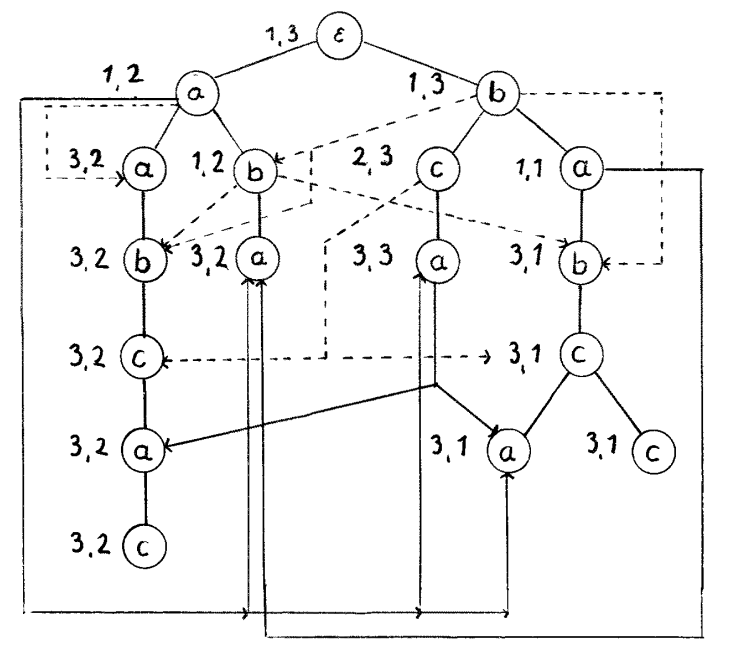 1,3 ε
1,2 a 1,3 b
3,2 a 1,2 b 2,3 c 1,1 a
3,2 b 3,2 a 3,3 a 3,1 b
3,2 c 3,1 c
3,2 a 3,1 a 3,1 c
3,2 c